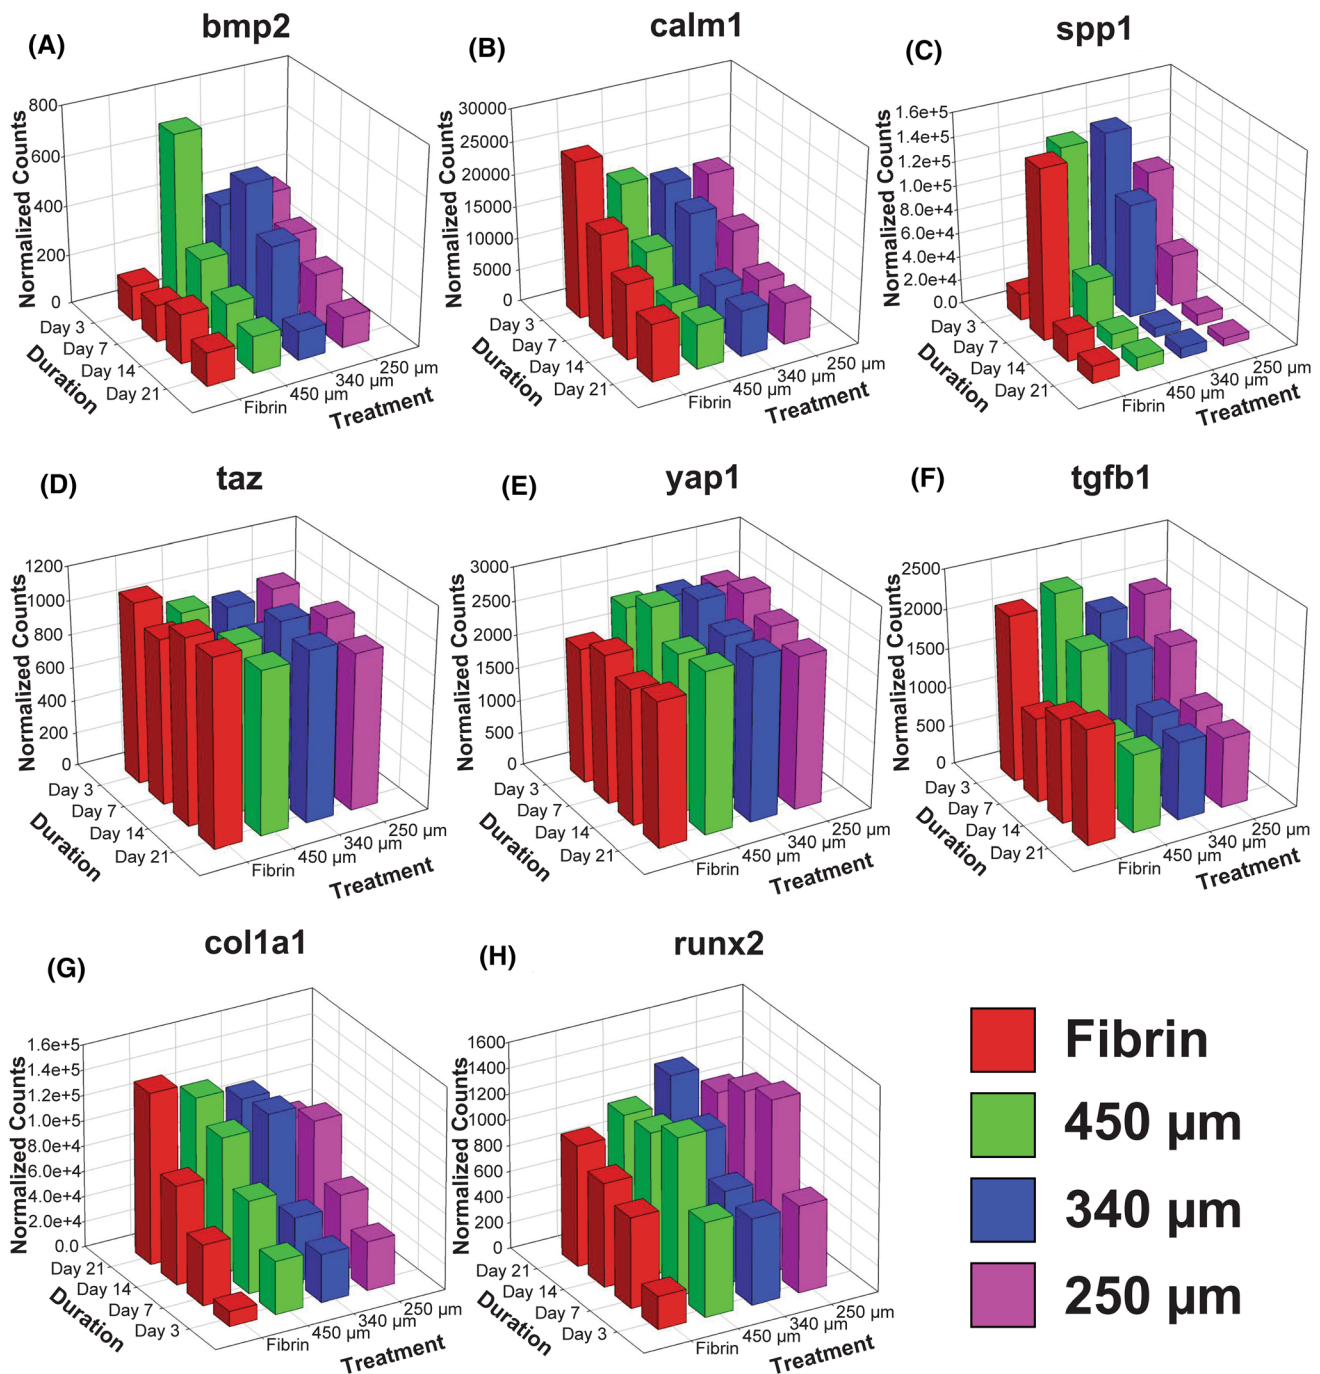 (A)
bmp2
Normalized Counts
800
600
400
200
0
Day 3
Day 7
Day 14
Day 21
Duration
Fibrin
450 µm
340 µm
250 µm
Treatment
(B)
calm1
Normalized Counts
30000
25000
20000
15000
10000
5000
0
Day 3
Day 7
Day 14
Day 21
Duration
Fibrin
450 µm
340 µm
250 µm
Treatment
(C)
spp1
Normalized Counts
1.6e+5
1.4e+5
1.2e+5
1.0e+5
8.0e+4
6.0e+4
4.0e+4
2.0e+4
0.0
Day 3
Day 7
Day 14
Day 21
Duration
Fibrin
450 µm
340 µm
250 µm
Treatment
(D)
taz
Normalized Counts
1200
1000
800
600
400
200
0
Day 3
Day 7
Day 14
Day 21
Duration
Fibrin
450 µm
340 µm
250 µm
Treatment
(E)
yap1
Normalized Counts
3000
2500
2000
1500
1000
500
0
Day 3
Day 7
Day 14
Day 21
Duration
Fibrin
450 µm
340 µm
250 µm
Treatment
(F)
tgfb1
Normalized Counts
2500
2000
1500
1000
500
0
Day 3
Day 7
Day 14
Day 21
Duration
Fibrin
450 µm
340 µm
250 µm
Treatment
(G)
col1a1
Normalized Counts
1.6e+5
1.4e+5
1.2e+5
1.0e+5
8.0e+4
6.0e+4
4.0e+4
2.0e+4
0.0
Day 21
Day 14
Day 7
Day 3
Duration
Fibrin
450 µm
340 µm
250 µm
Treatment
(H)
runx2
Normalized Counts
1600
1400
1200
1000
800
600
400
200
0
Day 21
Day 14
Day 7
Day 3
Duration
Fibrin
450 µm
340 µm
250 µm
Treatment
Fibrin
450 µm
340 µm
250 µm